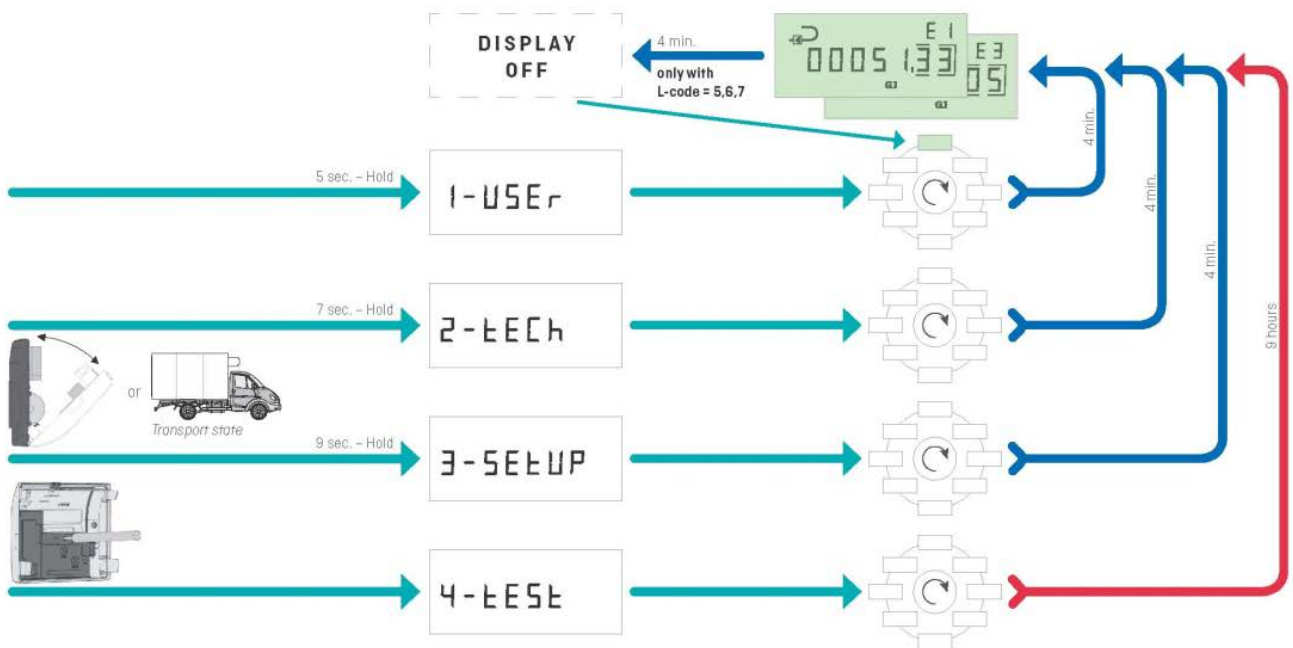 DISPLAY
OFF
4 min.
only with
L-code = 5,6,7
E1
00051,33
GJ
E3
05
GJ
5 sec. – Hold
1-USEr
4 min.
7 sec. – Hold
2-tECh
4 min.
or
Transport state
9 sec. – Hold
3-SEtUP
4 min.
4-tESt
9 hours